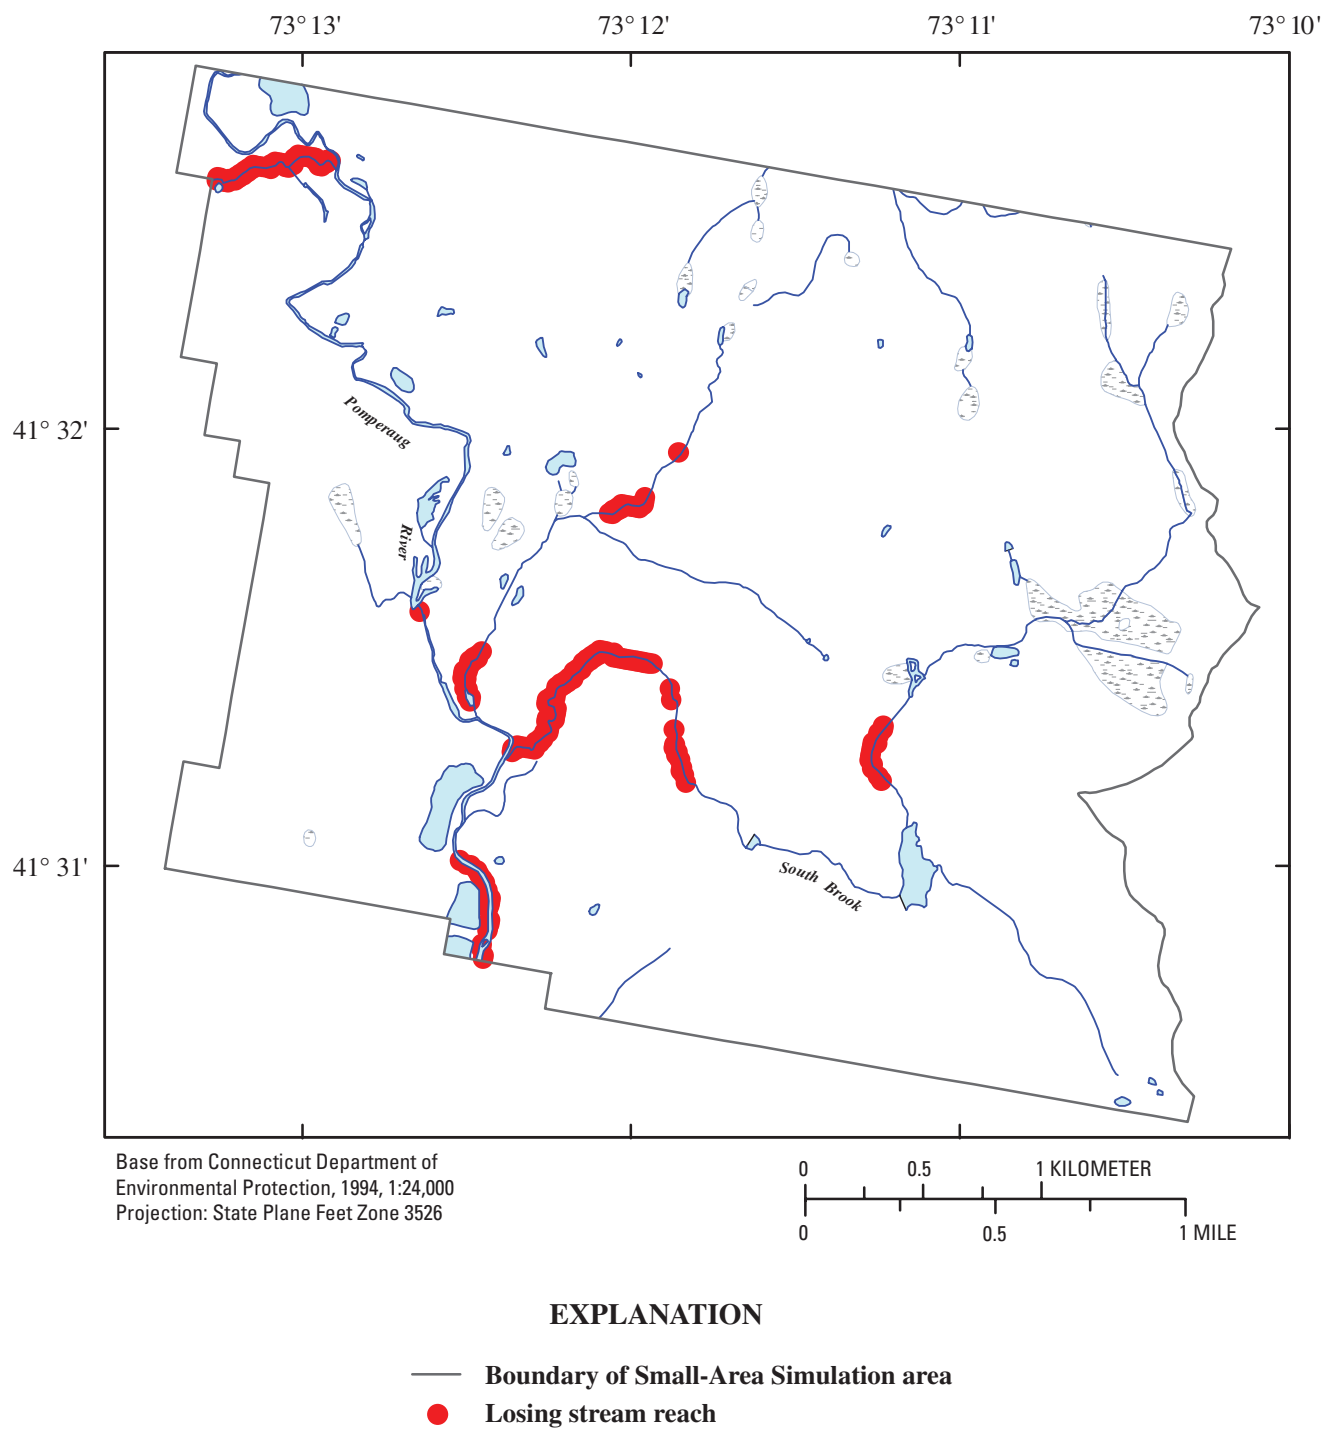 73° 13' 73° 12' 73° 11' 73° 10'
41° 32'
Pomperaug
River
41° 31'
South Brook
Base from Connecticut Department of
Environmental Protection, 1994, 1:24,000
Projection: State Plane Feet Zone 3526
0 0.5 1 KILOMETER
0 0.5 1 MILE
EXPLANATION
Boundary of Small-Area Simulation area
Losing stream reach